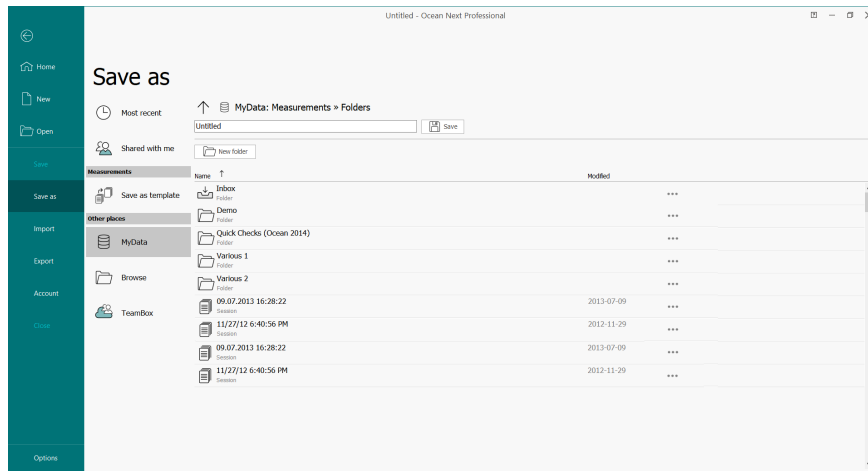 Untitled - Ocean Next Professional
Home
New
Open
Save
Save as
Import
Export
Account
Close
Options
Save as
Most recent
Shared with me
Measurements
Save as template
Other places
MyData
Browse
TeamBox
MyData: Measurements » Folders
Untitled
Save
New folder
Name ↑ Modified
Inbox
Folder
Demo
Folder
Quick Checks (Ocean 2014)
Folder
Various 1
Folder
Various 2
Folder
09.07.2013 16:28:22 2013-07-09
Session
11/27/12 6:40:56 PM 2012-11-29
Session
09.07.2013 16:28:22 2013-07-09
Session
11/27/12 6:40:56 PM 2012-11-29
Session